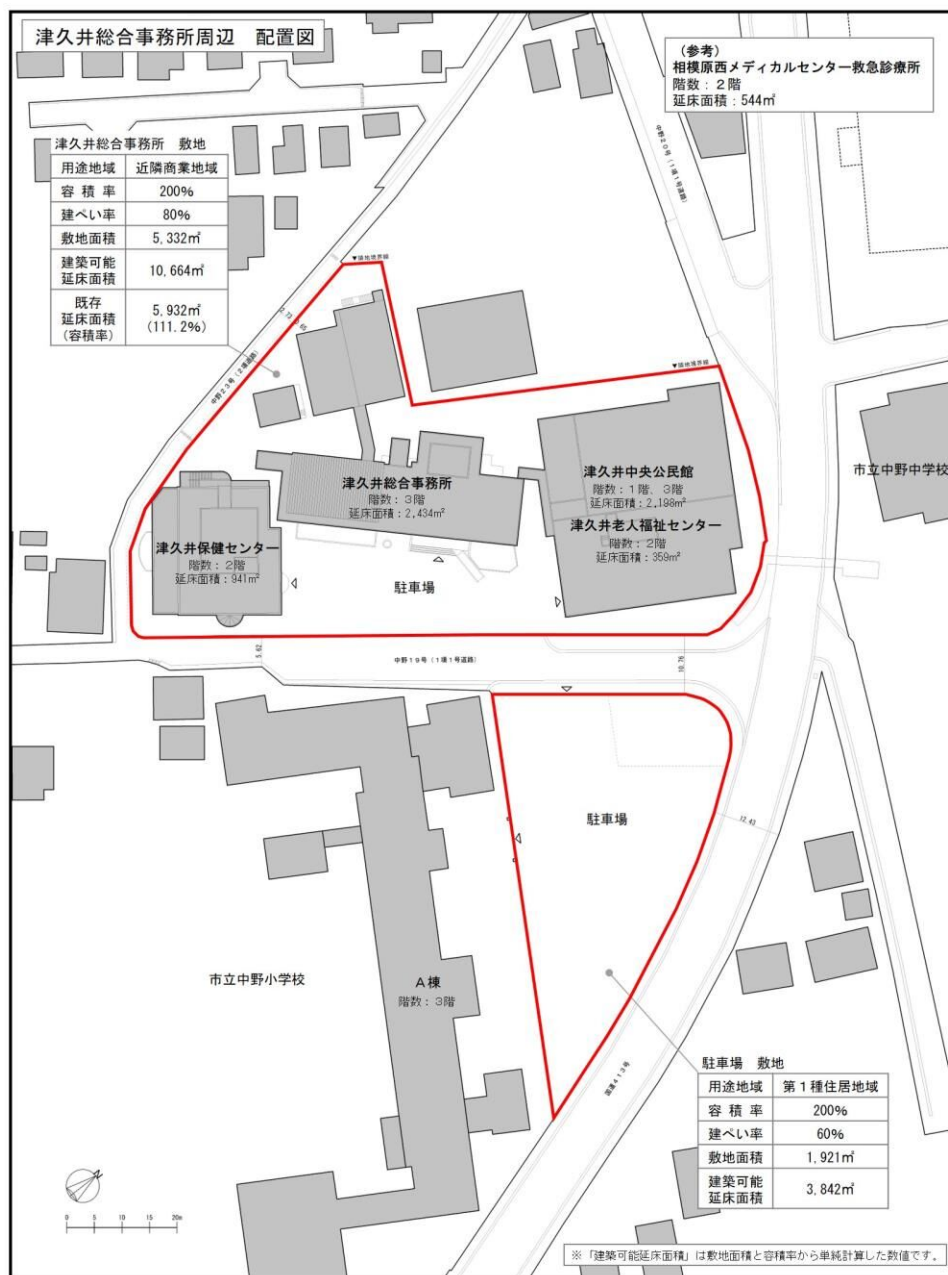 津久井総合事務所周辺　配置図
(参考)
相模原西メディカルセンター救急診療所
階数：２階
延床面積：544㎡
津久井総合事務所　敷地
用途地域　近隣商業地域
容 積 率　200%
建ぺい率　80%
敷地面積　5,332㎡
建築可能
延床面積　10,664㎡
既存
延床面積
(容積率)　5,932㎡
(111.2%)
中野２０号（１項１号道路）
▼隣地境界線
中野２３号（２項道路）
▼隣地境界線
市立中野中学校
津久井総合事務所
階数：３階
延床面積：2,434㎡
津久井中央公民館
階数：１階、３階
延床面積：2,198㎡
津久井老人福祉センター
階数：２階
延床面積：359㎡
津久井保健センター
階数：２階
延床面積：941㎡
駐車場
5.62
中野１９号（１項１号道路）
10.76
駐車場
12.43
市立中野小学校
Ａ棟
階数：３階
国道４１３号
駐車場　敷地
用途地域　第１種住居地域
容 積 率　200%
建ぺい率　60%
敷地面積　1,921㎡
建築可能
延床面積　3,842㎡
N
0　5　10　15　20m
※「建築可能延床面積」は敷地面積と容積率から単純計算した数値です。